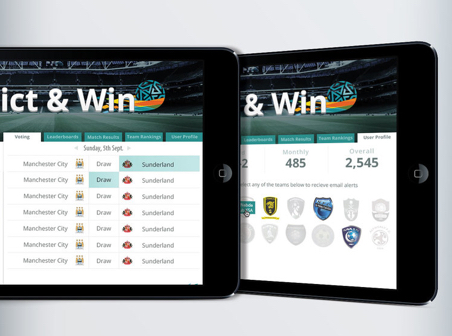 ict & Win
Voting Leaderboards Match Results Team Rankings User Profile
Sunday, 5th Sept.
Manchester City Draw Sunderland
Manchester City Draw Sunderland
Manchester City Draw Sunderland
Manchester City Draw Sunderland
Manchester City Draw Sunderland
Manchester City Draw Sunderland
Manchester City Draw Sunderland
& Win
Leaderboards Match Results Team Rankings User Profile
Monthly Overall
2 485 2,545
ect any of the teams below to recieve email alerts